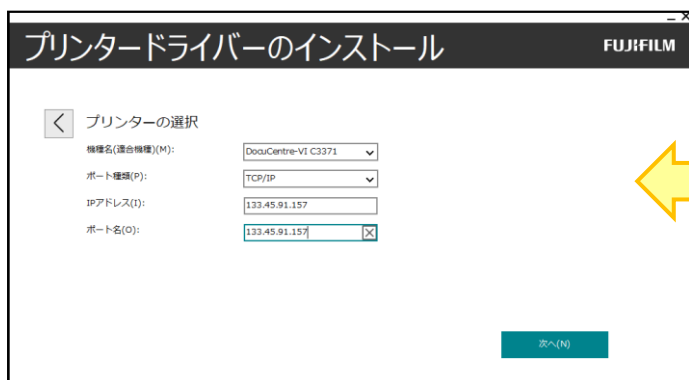 プリンタードライバーのインストール
FUJIFILM
プリンターの選択
機種名(適合機種)(M): DocuCentre-VI C3371
ポート種類(P): TCP/IP
IPアドレス(I): 133.45.91.157
ポート名(O): 133.45.91.157
次へ(N)